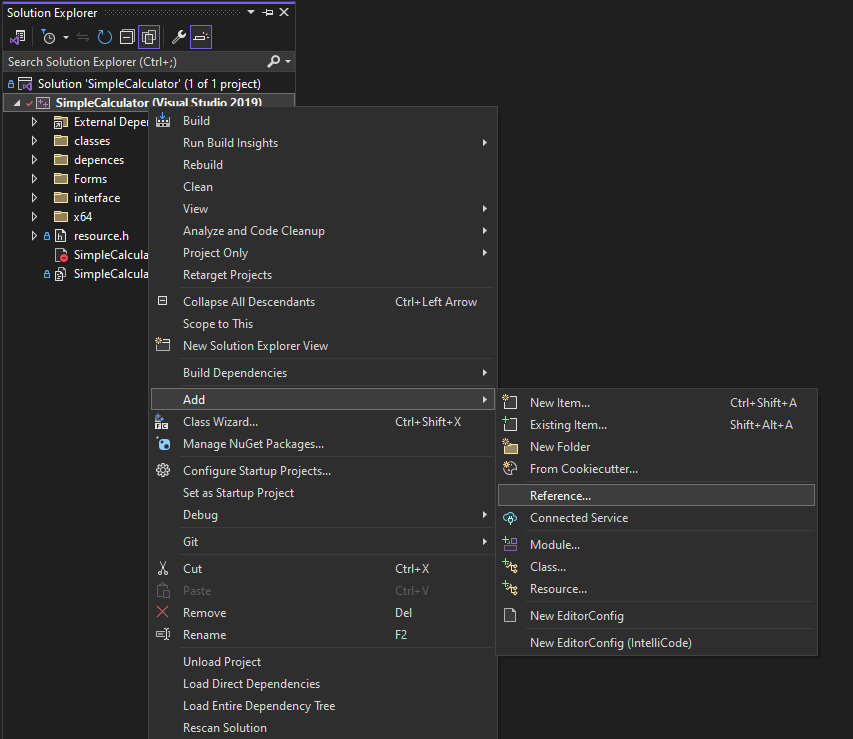 Solution Explorer
Search Solution Explorer (Ctrl+;)
Solution 'SimpleCalculator' (1 of 1 project)
SimpleCalculator (Visual Studio 2019)
External Deper
classes
depences
Forms
interface
x64
resource.h
SimpleCalcula
SimpleCalcula
Build
Run Build Insights
Rebuild
Clean
View
Analyze and Code Cleanup
Project Only
Retarget Projects
Collapse All Descendants Ctrl+Left Arrow
Scope to This
New Solution Explorer View
Build Dependencies
Add
Class Wizard... Ctrl+Shift+X
Manage NuGet Packages...
Configure Startup Projects...
Set as Startup Project
Debug
Git
Cut Ctrl+X
Paste Ctrl+V
Remove Del
Rename F2
Unload Project
Load Direct Dependencies
Load Entire Dependency Tree
Rescan Solution
New Item... Ctrl+Shift+A
Existing Item... Shift+Alt+A
New Folder
From Cookiecutter...
Reference...
Connected Service
Module...
Class...
Resource...
New EditorConfig
New EditorConfig (IntelliCode)